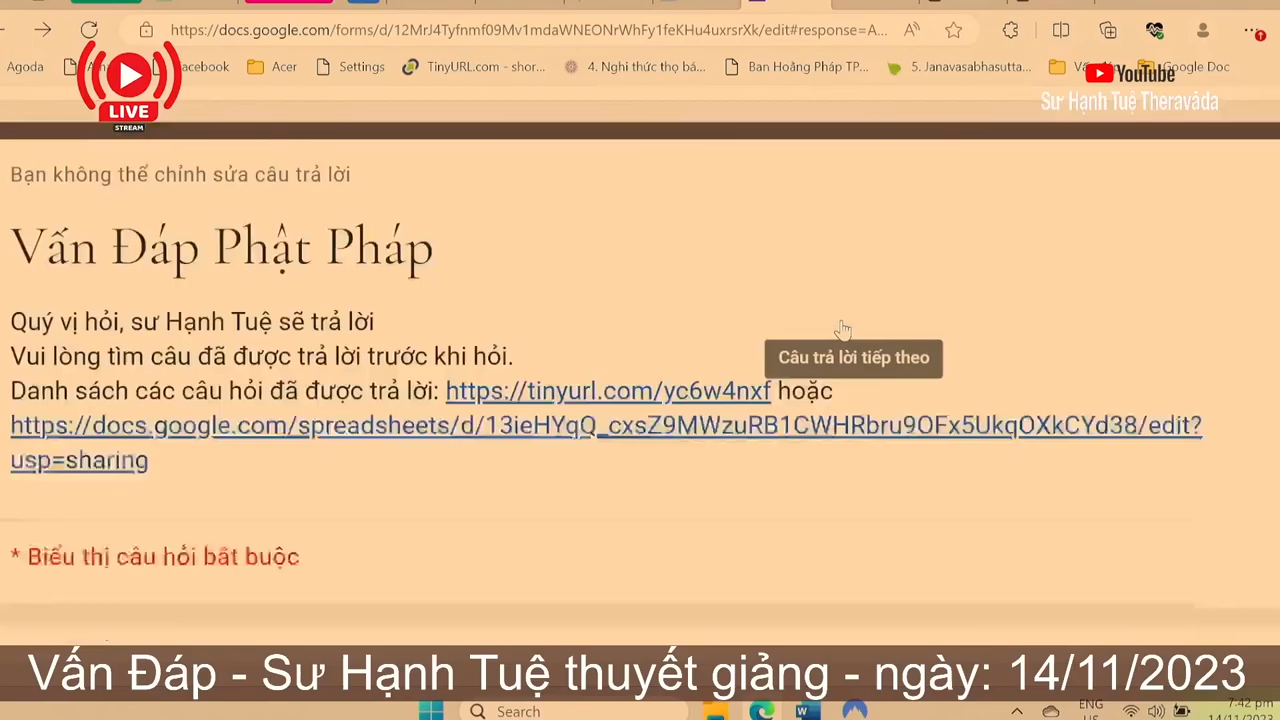 https://docs.google.com/forms/d/12MrJ4Tyfnmf09Mv1mdaWNEONrWhFy1feKHu4uxrsrXk/edit#response=A...
Agoda
Facebook
Acer
Settings
TinyURL.com - shor...
4. Nghi thức thọ bá...
Ban Hoằng Pháp TP...
5. Janavasabhasutta...
Google Doc
LIVE
STREAM
YouTube
Sư Hạnh Tuệ Theravāda
Bạn không thể chỉnh sửa câu trả lời
Vấn Đáp Phật Pháp
Quý vị hỏi, sư Hạnh Tuệ sẽ trả lời
Vui lòng tìm câu đã được trả lời trước khi hỏi.
Câu trả lời tiếp theo
Danh sách các câu hỏi đã được trả lời: https://tinyurl.com/yc6w4nxf hoặc
https://docs.google.com/spreadsheets/d/13ieHYqQ_cxsZ9MWzuRB1CWHRbru9OFx5UkqOXkCYd38/edit?
usp=sharing
* Biểu thị câu hỏi bắt buộc
Vấn Đáp - Sư Hạnh Tuệ thuyết giảng - ngày: 14/11/2023
Search
ENG
7:42 pm
14/11/2023